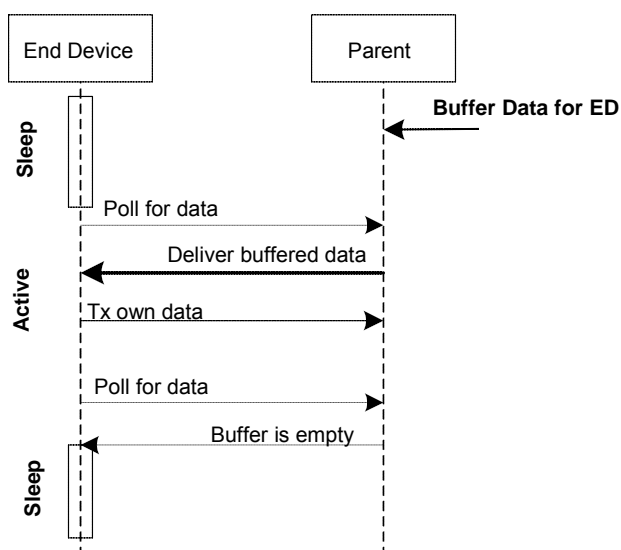 End Device
Parent
Buffer Data for ED
Sleep
Poll for data
Deliver buffered data
Active
Tx own data
Poll for data
Buffer is empty
Sleep